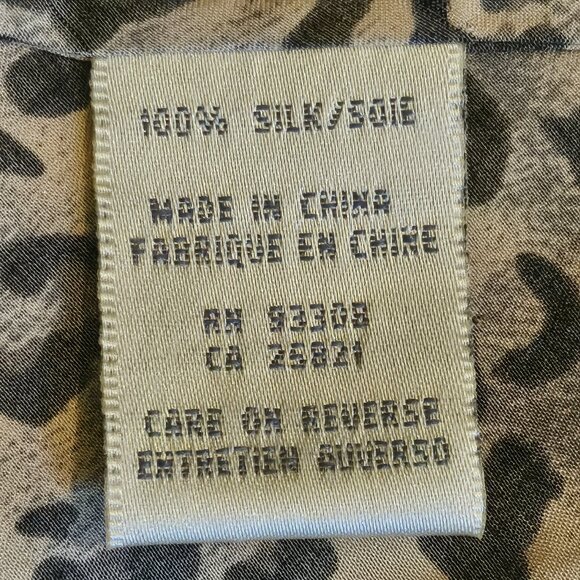 100% SILK/SOIE
MADE IN CHINA
FABRIQUE EN CHINE
RN 93308
CA 25821
CARE ON REVERSE
ENTRETIEN AUVERSO